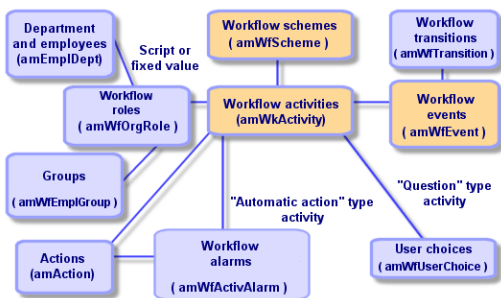 Department
and employees
(amEmplDept)
Script or
fixed value
Workflow schemes
( amWfScheme )
Workflow
transitions
(amWfTransition)
Workflow
roles
( amWfOrgRole )
Workflow activities
(amWkActivity)
Workflow
events
( amWfEvent )
Groups
( amWfEmplGroup)
"Automatic action" type
activity
"Question" type
activity
Actions
(amAction)
Workflow
alarms
( amWfActivAlarm )
User choices
( amWfUserChoice )